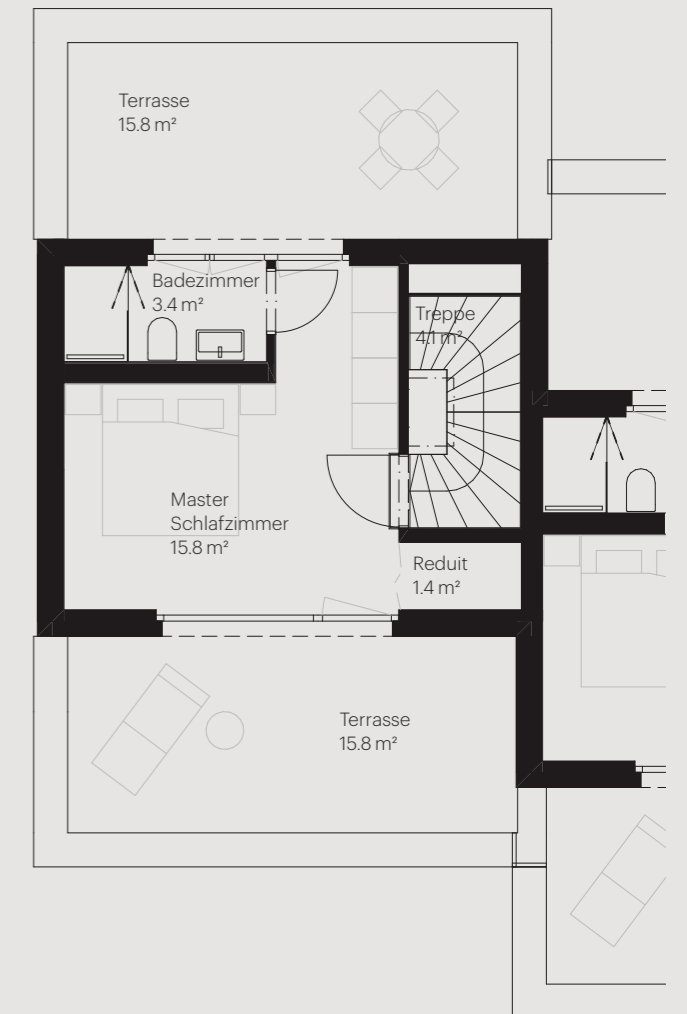 Terrasse
15.8 m²
Badezimmer
3.4 m²
Treppe
4.1 m²
Master
Schlafzimmer
15.8 m²
Reduit
1.4 m²
Terrasse
15.8 m²